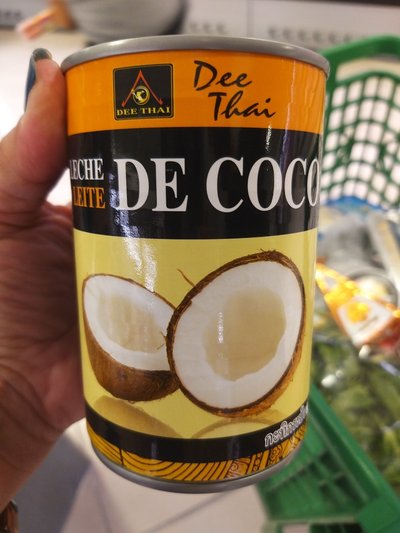 DEE THAI
Dee
Thai
LECHE
LEITE
DE COCO